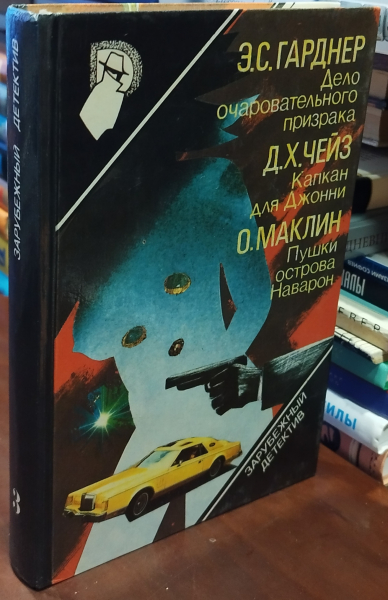 Э.С. ГАРДНЕР
Дело
очаровательного
призрака
Д.Х. ЧЕЙЗ
Капкан
для Джонни
О. МАКЛИН
Пушки
острова
Наварон
ЗАРУБЕЖНЫЙ
ДЕТЕКТИВ
ЗАРУБЕЖНЫЙ ДЕТЕКТИВ
3